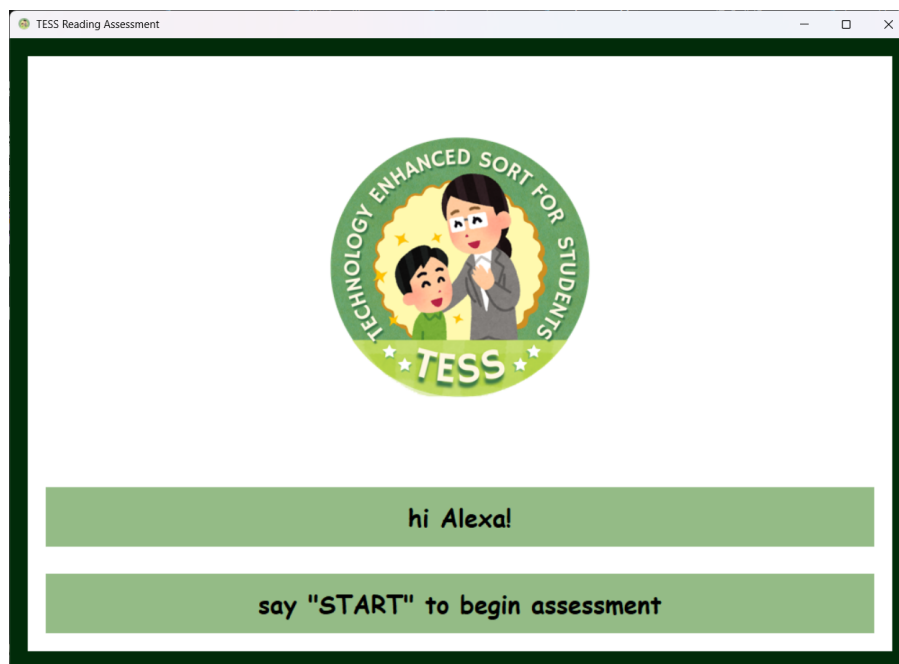 TESS Reading Assessment
TECHNOLOGY ENHANCED SORT FOR STUDENTS
TESS
hi Alexa!
say "START" to begin assessment